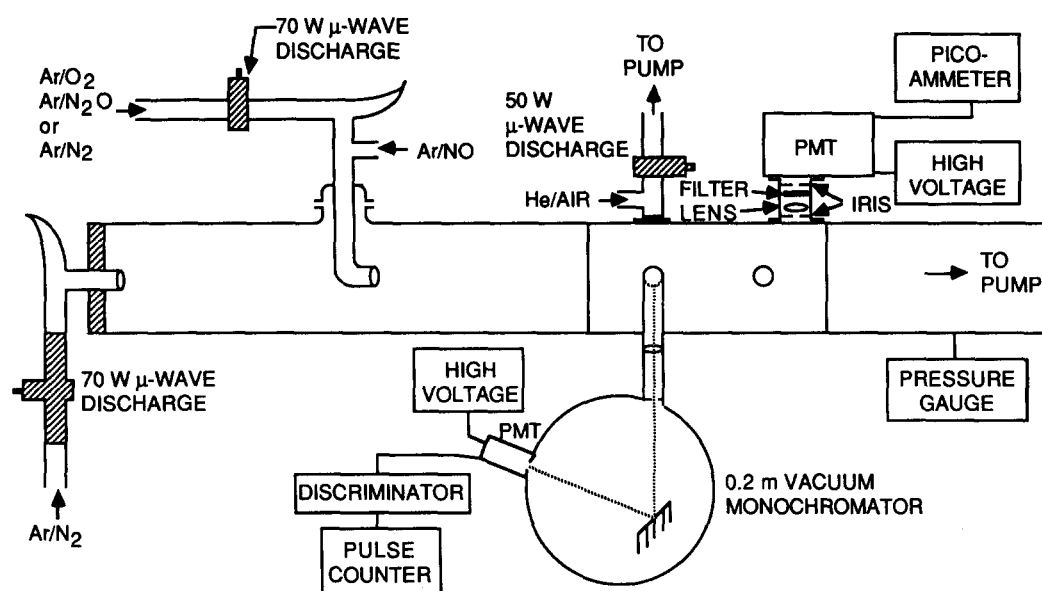 70 W μ-WAVE
DISCHARGE
Ar/O2
Ar/N2O
or
Ar/N2
Ar/NO
TO
PUMP
50 W
μ-WAVE
DISCHARGE
He/AIR
PICO-
AMMETER
PMT
HIGH
VOLTAGE
FILTER
LENS
IRIS
TO
PUMP
70 W μ-WAVE
DISCHARGE
Ar/N2
HIGH
VOLTAGE
PMT
DISCRIMINATOR
PULSE
COUNTER
PRESSURE
GAUGE
0.2 m VACUUM
MONOCHROMATOR